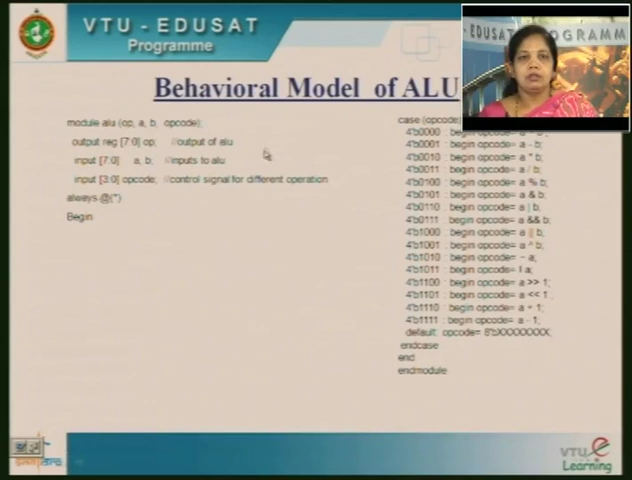 VTU - EDUSAT
Programme
EDUSAT PROGRAMM
Behavioral Model of ALU
module alu (op, a, b, opcode);
output reg [7:0] op; //output of alu
input [7:0] a, b, //inputs to alu
input [3:0] opcode; //control signal for different operation
always @(*)
Begin
case (opcode)
4'b0000 : begin opcode= a
4'b0001 : begin opcode= a - b;
4'b0010 : begin opcode= a * b;
4'b0011 : begin opcode= a / b;
4'b0100 : begin opcode= a % b;
4'b0101 : begin opcode= a & b;
4'b0110 : begin opcode= a | b;
4'b0111 : begin opcode= a && b;
4'b1000 : begin opcode= a || b;
4'b1001 : begin opcode= a ^ b;
4'b1010 : begin opcode= ~ a;
4'b1011 : begin opcode= ! a;
4'b1100 : begin opcode= a >> 1;
4'b1101 : begin opcode= a << 1 ;
4'b1110 : begin opcode= a + 1;
4'b1111 : begin opcode= a - 1;
default: opcode= 8'bXXXXXXXX;
endcase
end
endmodule
VTU e
Learning